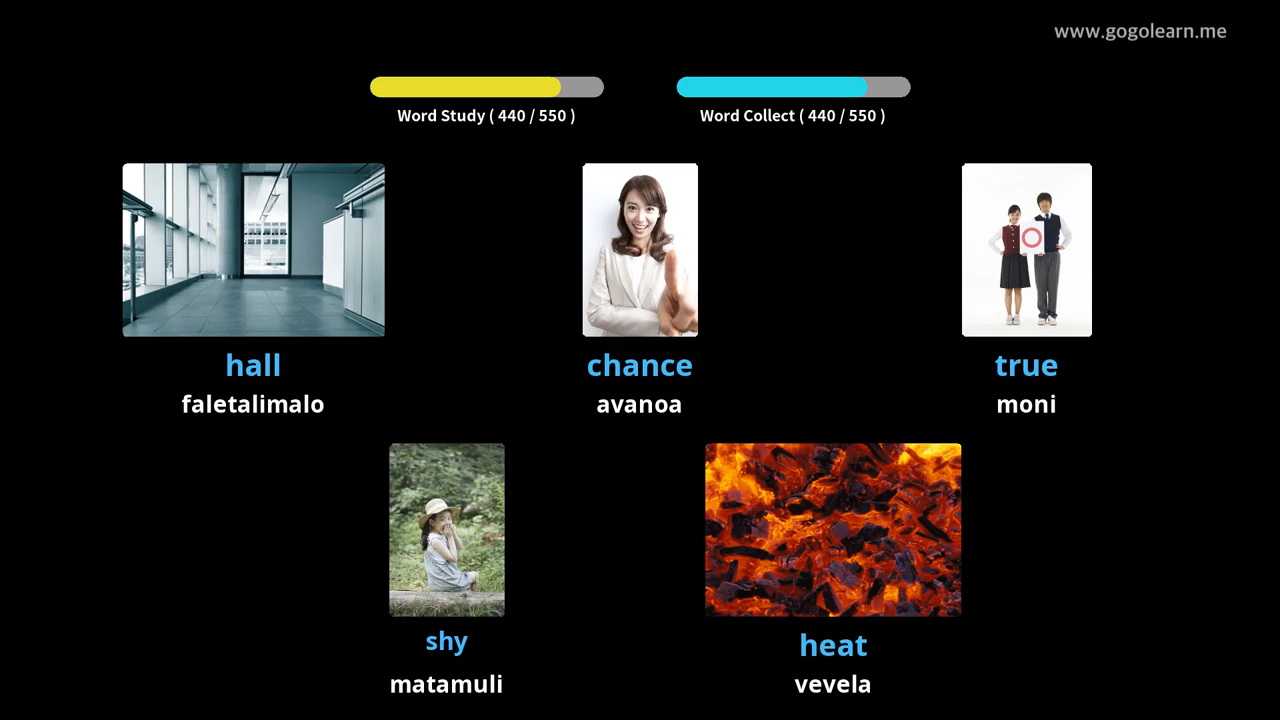 www.gogolearn.me
Word Study ( 440 / 550 )
Word Collect ( 440 / 550 )
hall
chance
true
faletalimalo
avanoa
moni
shy
heat
matamuli
vevela